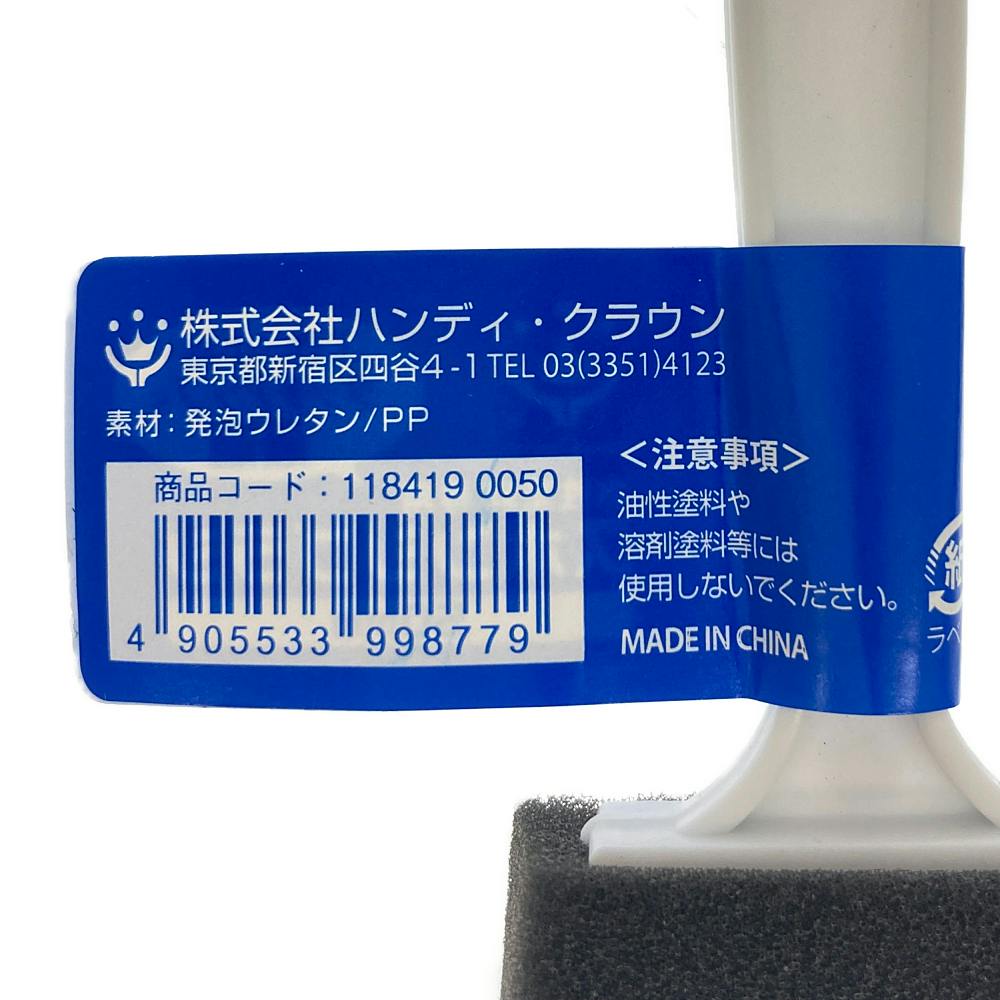 株式会社ハンディ・クラウン
東京都新宿区四谷4-1 TEL 03(3351)4123
素材：発泡ウレタン/PP
商品コード：118419 0050
4 905533 998779
＜注意事項＞
油性塗料や
溶剤塗料等には
使用しないでください。
MADE IN CHINA
ラベ